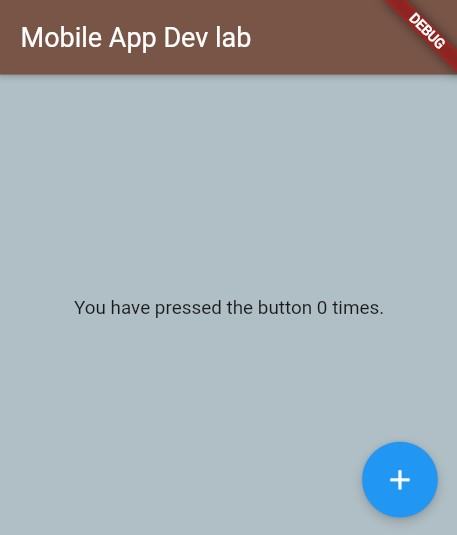 Mobile App Dev lab
DEBUG
You have pressed the button 0 times.